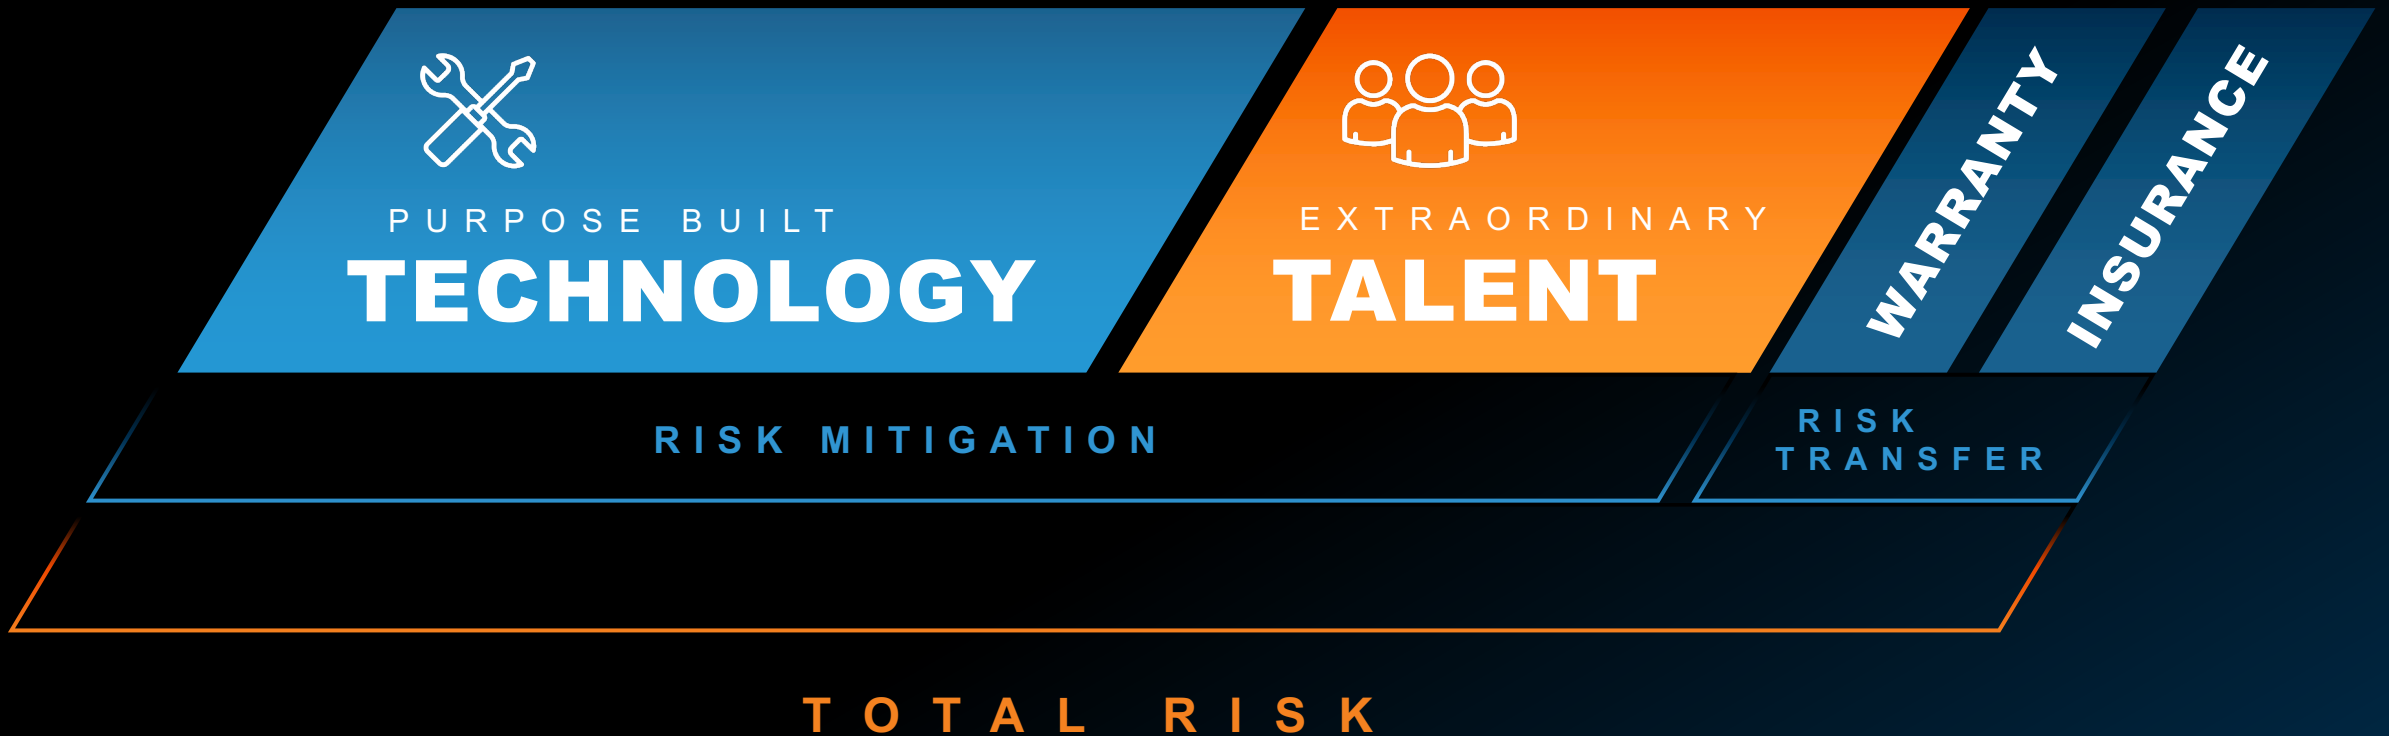 PURPOSE BUILT
TECHNOLOGY
EXTRAORDINARY
TALENT
WARRANTY
INSURANCE
RISK MITIGATION
RISK
TRANSFER
TOTAL RISK